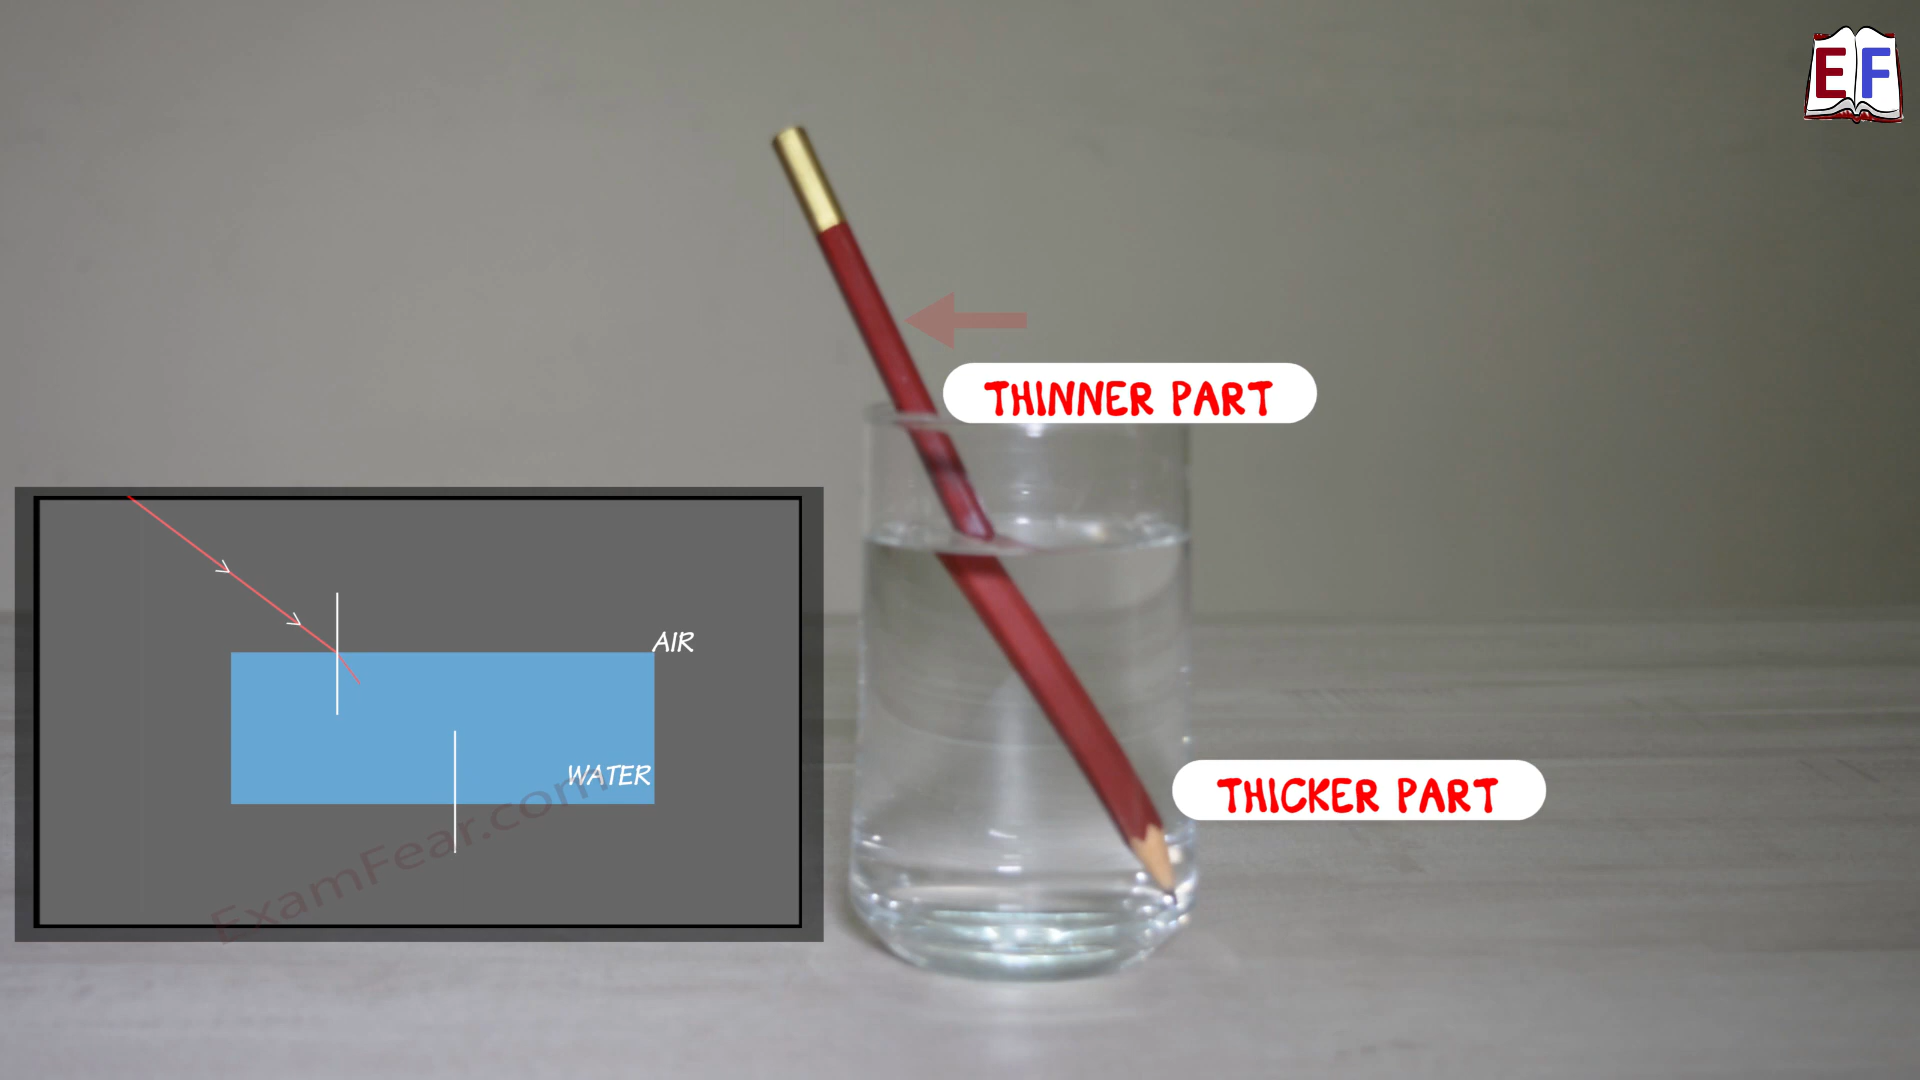 EF
THINNER PART
AIR
WATER
THICKER PART
ExamFear.com